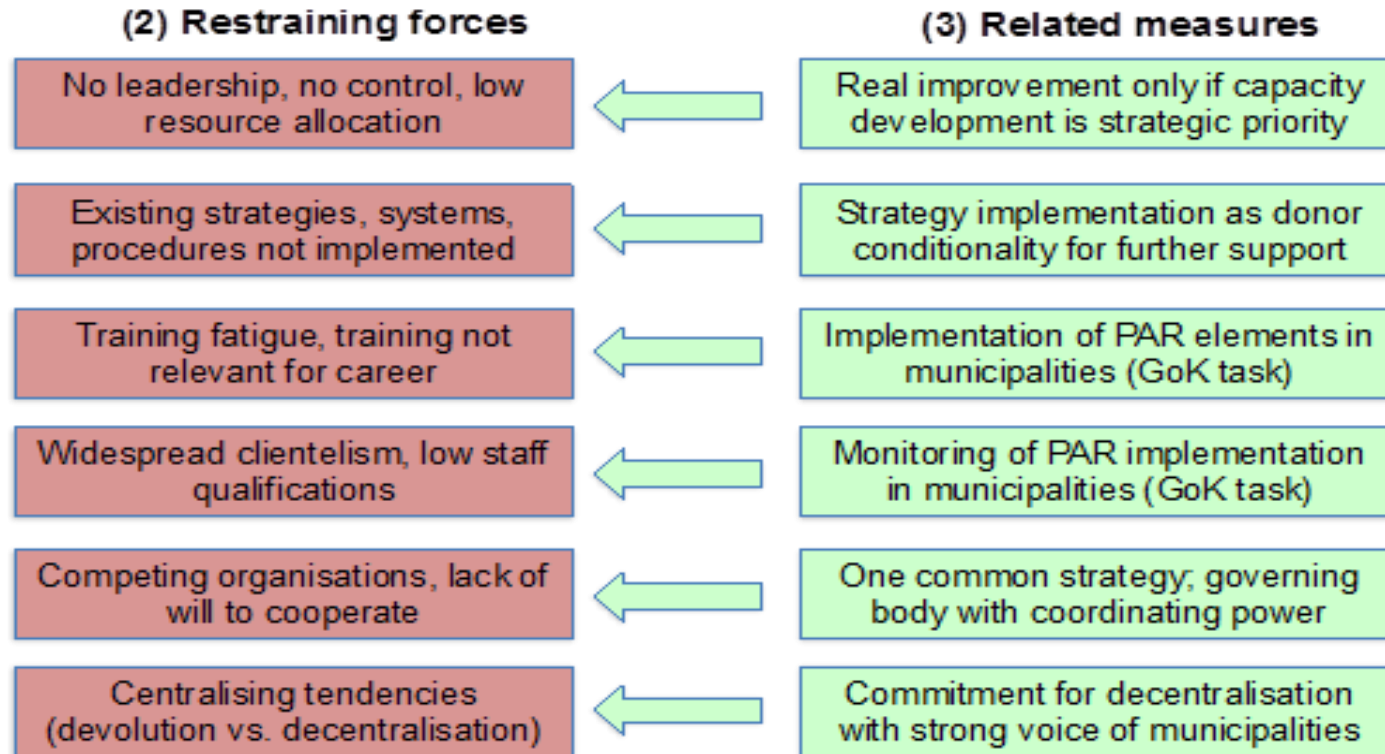 (2) Restraining forces
(3) Related measures
No leadership, no control, low
resource allocation
Real improvement only if capacity
development is strategic priority
Existing strategies, systems,
procedures not implemented
Strategy implementation as donor
conditionality for further support
Training fatigue, training not
relevant for career
Implementation of PAR elements in
municipalities (GoK task)
Widespread clientelism, low staff
qualifications
Monitoring of PAR implementation
in municipalities (GoK task)
Competing organisations, lack of
will to cooperate
One common strategy; governing
body with coordinating power
Centralising tendencies
(devolution vs. decentralisation)
Commitment for decentralisation
with strong voice of municipalities